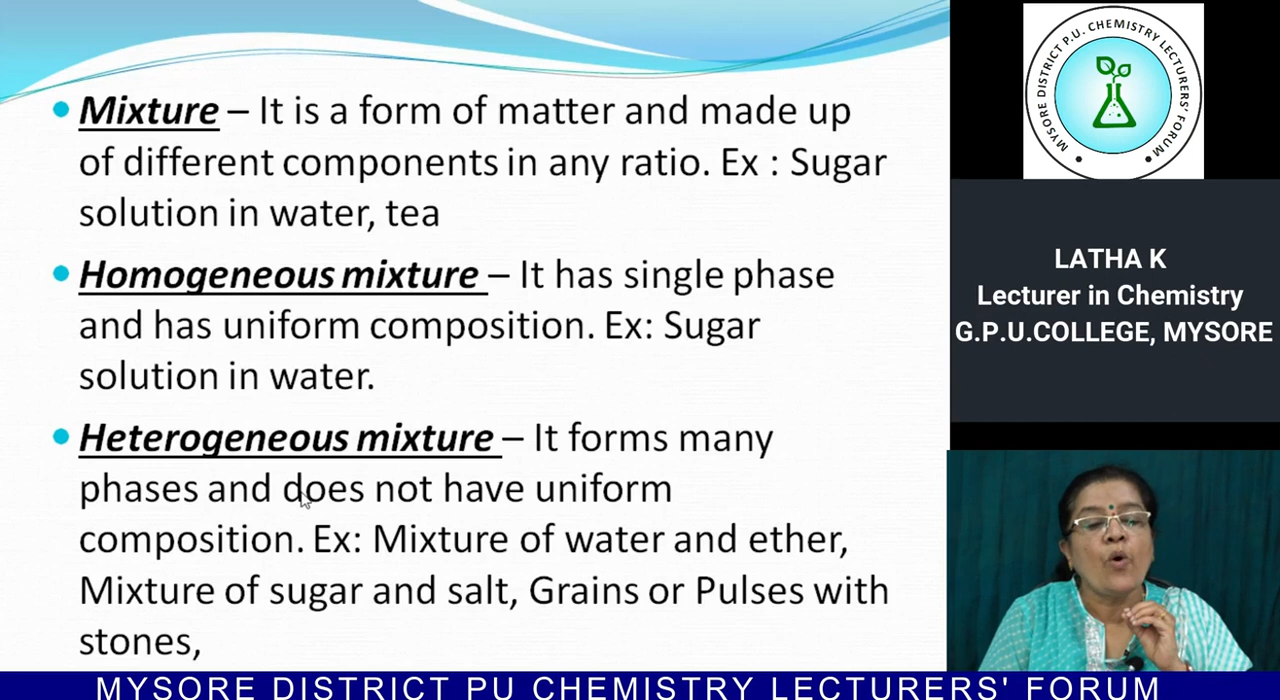 Mixture – It is a form of matter and made up
of different components in any ratio. Ex : Sugar
solution in water, tea
Homogeneous mixture – It has single phase
and has uniform composition. Ex: Sugar
solution in water.
Heterogeneous mixture – It forms many
phases and does not have uniform
composition. Ex: Mixture of water and ether,
Mixture of sugar and salt, Grains or Pulses with
stones,
MYSORE DISTRICT P.U. CHEMISTRY LECTURERS' FORUM
LATHA K
Lecturer in Chemistry
G.P.U.COLLEGE, MYSORE
MYSORE DISTRICT PU CHEMISTRY LECTURERS' FORUM